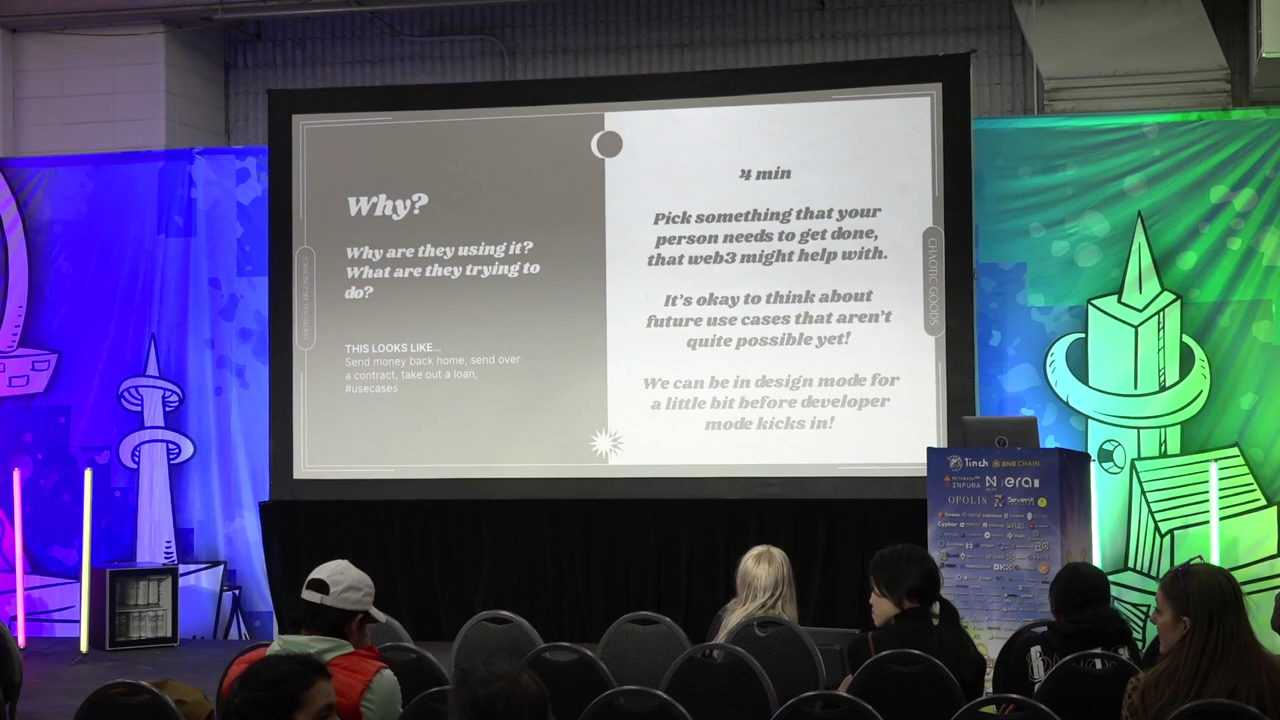 Why?
Why are they using it?
What are they trying to
do?
THIS LOOKS LIKE...
Send money back home, send over
a contract, take out a loan,
#usecases
4 min
Pick something that your
person needs to get done,
that web3 might help with.
It's okay to think about
future use cases that aren't
quite possible yet!
We can be in design mode for
a little bit before developer
mode kicks in!
CHAOTIC GOODS
1inch BNB CHAIN
INFURA
era
OPOLIS
Cypher
OKX